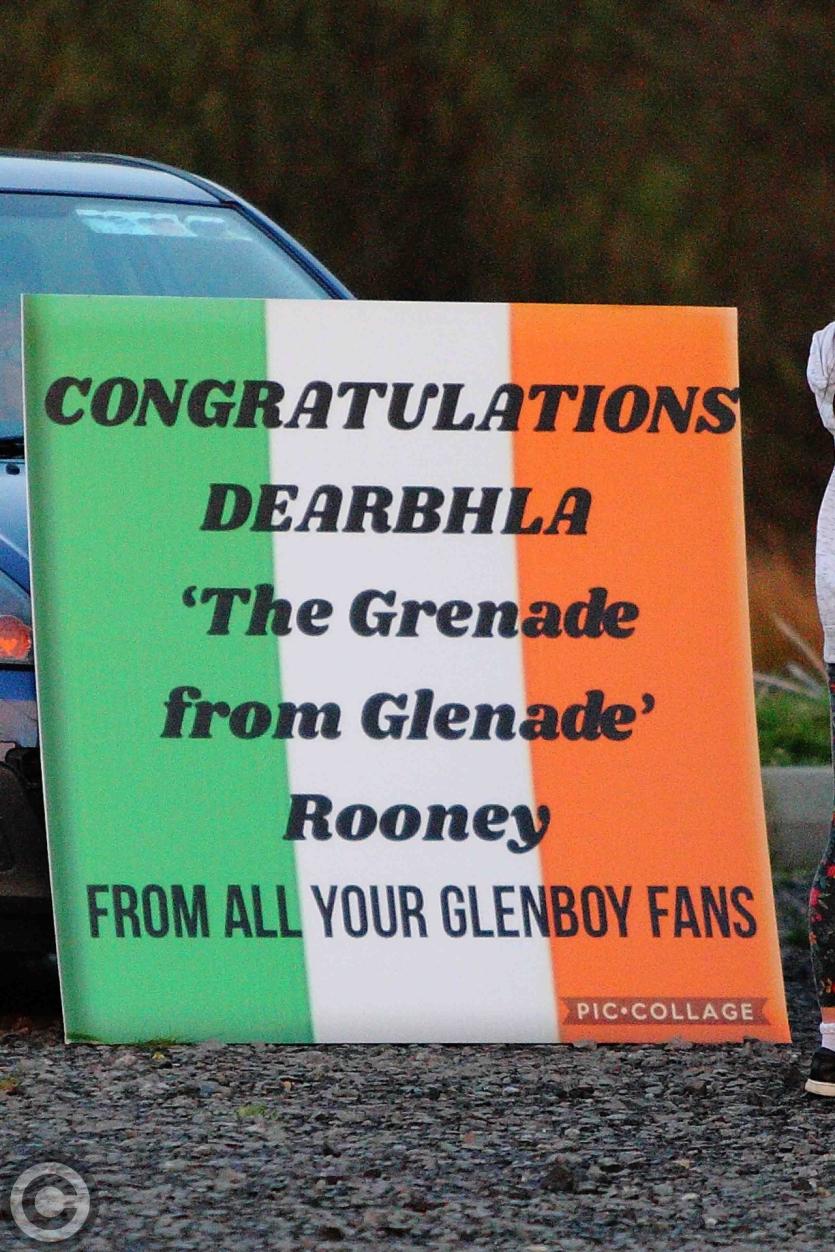 CONGRATULATIONS
DEARBHLA
‘The Grenade
from Glenade’
Rooney
FROM ALL YOUR GLENBOY FANS
PIC•COLLAGE
©